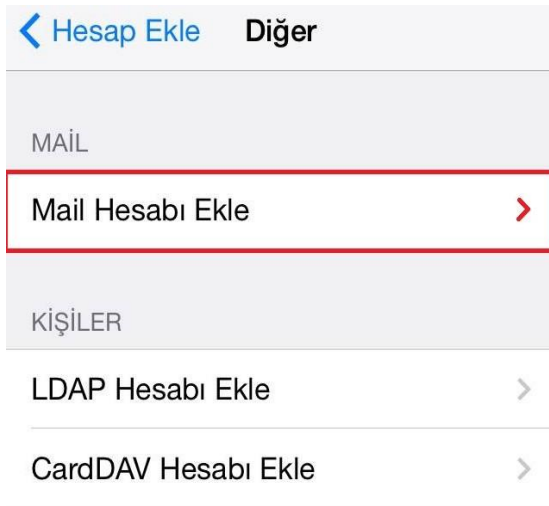 Hesap Ekle Diğer
MAİL
Mail Hesabı Ekle
KİŞİLER
LDAP Hesabı Ekle
CardDAV Hesabı Ekle